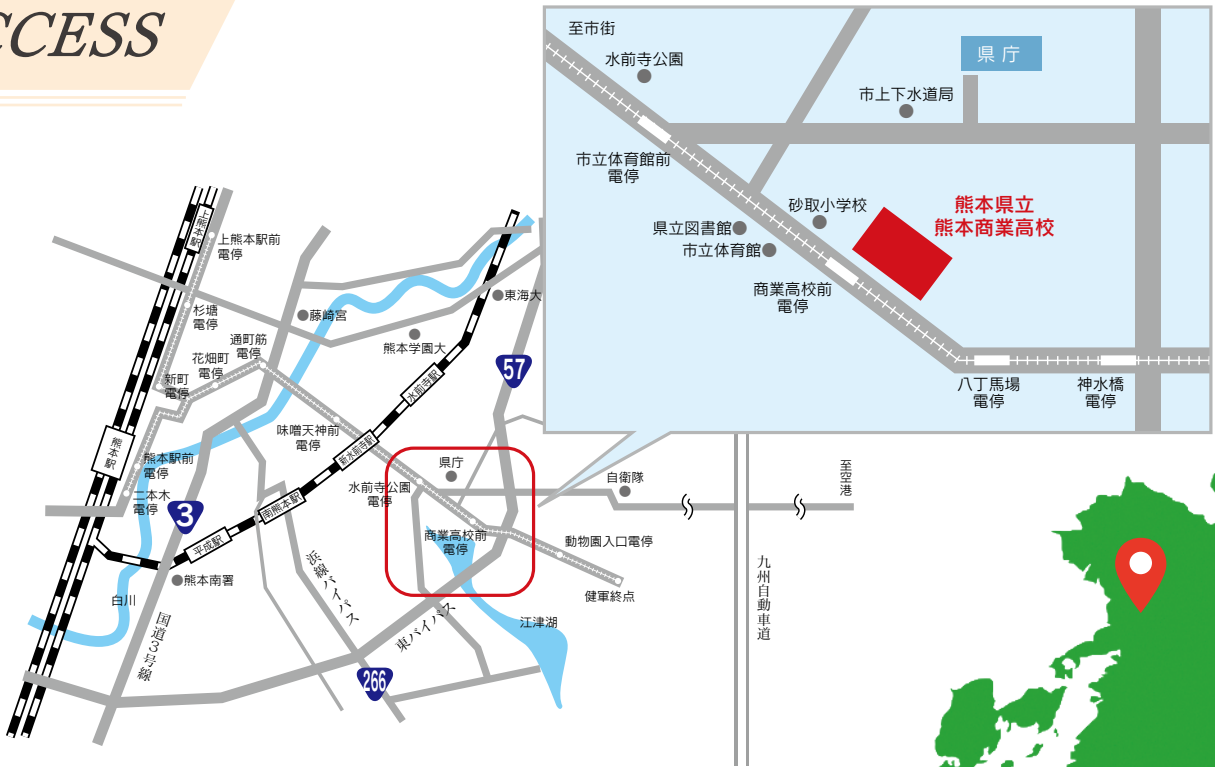 CCESS
至市街
水前寺公園
県庁
市上下水道局
市立体育館前
電停
砂取小学校
県立図書館
市立体育館
熊本県立
熊本商業高校
商業高校前
電停
八丁馬場
電停
神水橋
電停
上熊本駅
上熊本駅前
電停
杉塘
電停
藤崎宮
東海大
通町筋
電停
熊本学園大
花畑町
電停
57
新町
電停
水前寺駅
味噌天神前
電停
新水前寺駅
熊本駅
熊本駅前
電停
県庁
自衛隊
至空港
水前寺公園
電停
二本木
電停
3
南熊本駅
商業高校前
電停
平成駅
動物園入口電停
熊本南署
浜線バイパス
九州自動車道
白川
健軍終点
国道3号線
東バイパス
江津湖
266